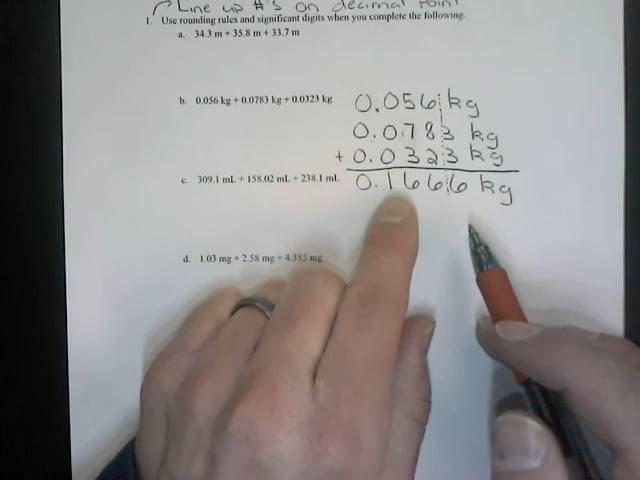 Line up #'s on decimal point
1. Use rounding rules and significant digits when you complete the following.
a. 34.3 m + 35.8 m + 33.7 m
b. 0.056 kg + 0.0783 kg + 0.0323 kg
0.056 kg
0.0783 kg
+ 0.0323 kg
0.1666 kg
c. 309.1 mL + 158.02 mL + 238.1 mL
d. 1.03 mg + 2.58 mg + 4.385 mg